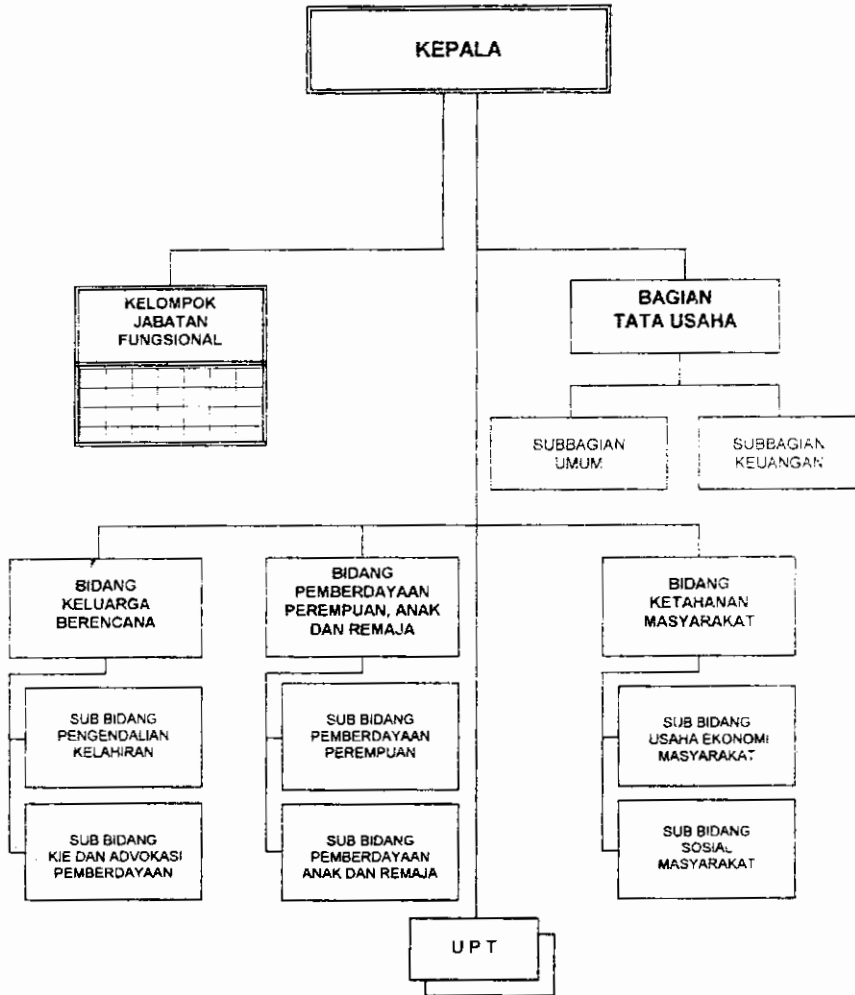 KEPALA
KELOMPOK
JABATAN
FUNGSIONAL
BAGIAN
TATA USAHA
SUBBAGIAN
UMUM
SUBBAGIAN
KEUANGAN
BIDANG
KELUARGA
BERENCANA
BIDANG
PEMBERDAYAAN
PEREMPUAN, ANAK
DAN REMAJA
BIDANG
KETAHANAN
MASYARAKAT
SUB BIDANG
PENGENDALIAN
KELAHIRAN
SUB BIDANG
PEMBERDAYAAN
PEREMPUAN
SUB BIDANG
USAHA EKONOMI
MASYARAKAT
SUB BIDANG
KIE DAN ADVOKASI
PEMBERDAYAAN
SUB BIDANG
PEMBERDAYAAN
ANAK DAN REMAJA
SUB BIDANG
SOSIAL
MASYARAKAT
U P T